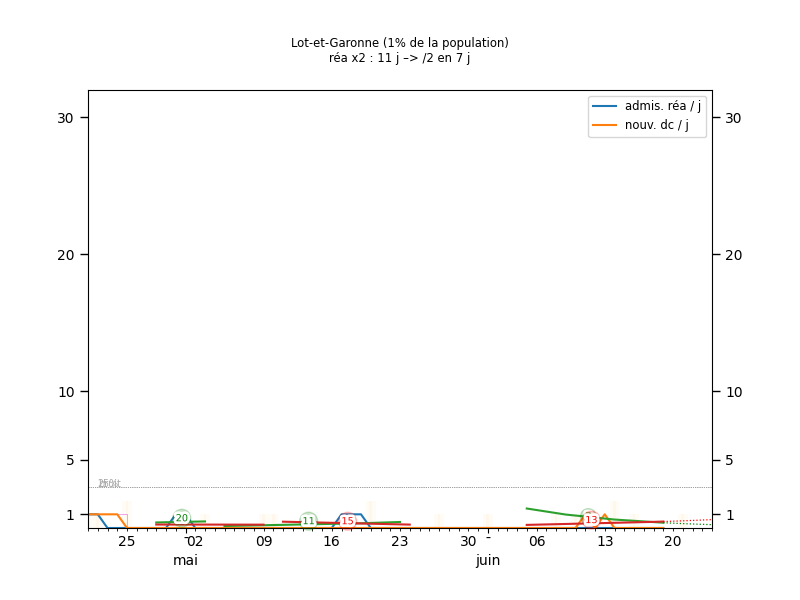 Lot-et-Garonne (1% de la population)
réa x2 : 11 j –> /2 en 7 j
admis. réa / j
nouv. dc / j
30 30
20 20
10 10
5 5
1 1
20 11 15 13
25 02 09 16 23 30 06 13 20
mai juin